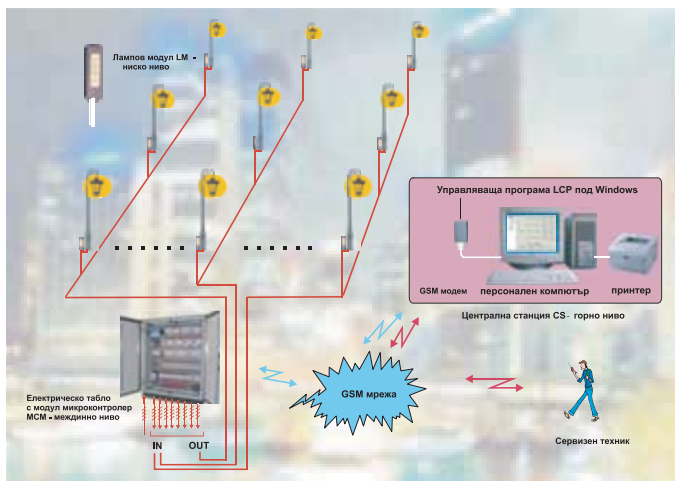 Лампов модул LM -
ниско ниво
Управляваща програма LCP под Windows
GSM модем
персонален компютър
принтер
Централна станция CS - горно ниво
GSM мрежа
Електрическо табло
с модул микроконтролер
МСМ - междинно ниво
IN
OUT
Сервизен техник